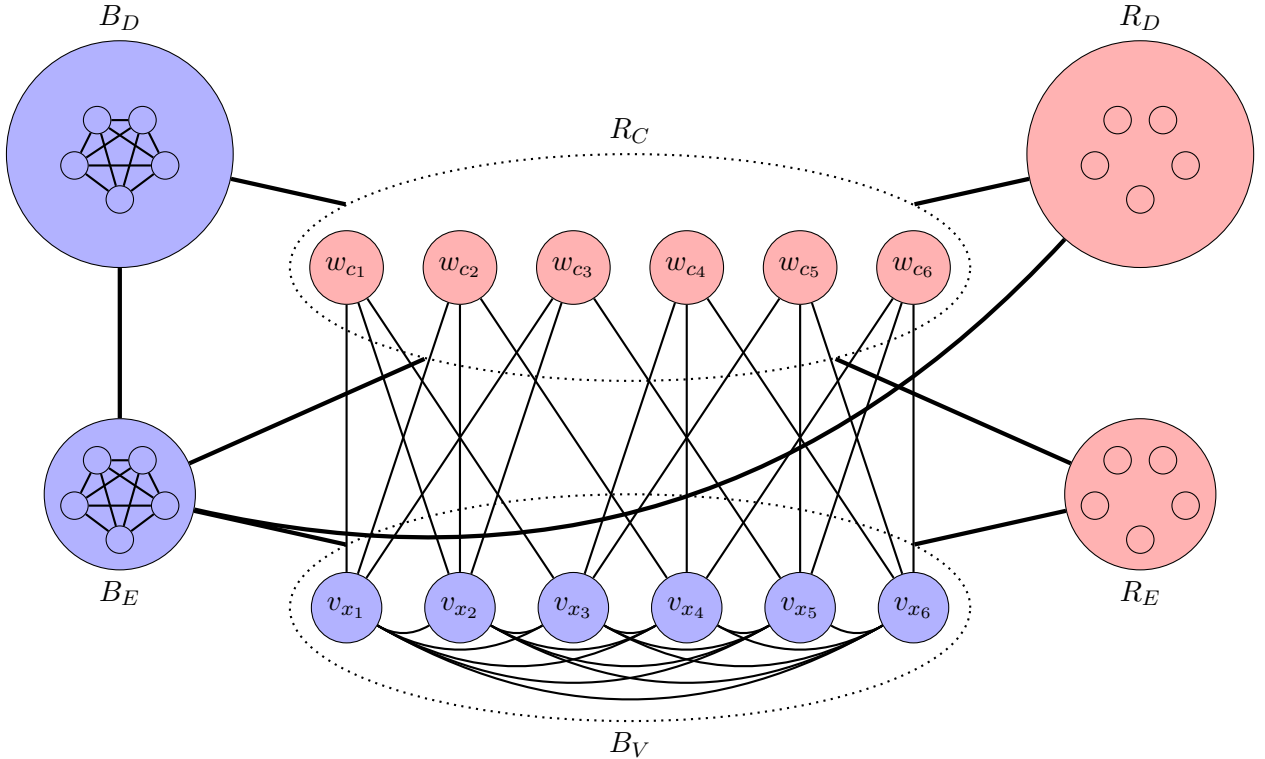 B_D R_D
R_C
w_{c_1} w_{c_2} w_{c_3} w_{c_4} w_{c_5} w_{c_6}
B_E R_E
v_{x_1} v_{x_2} v_{x_3} v_{x_4} v_{x_5} v_{x_6}
B_V